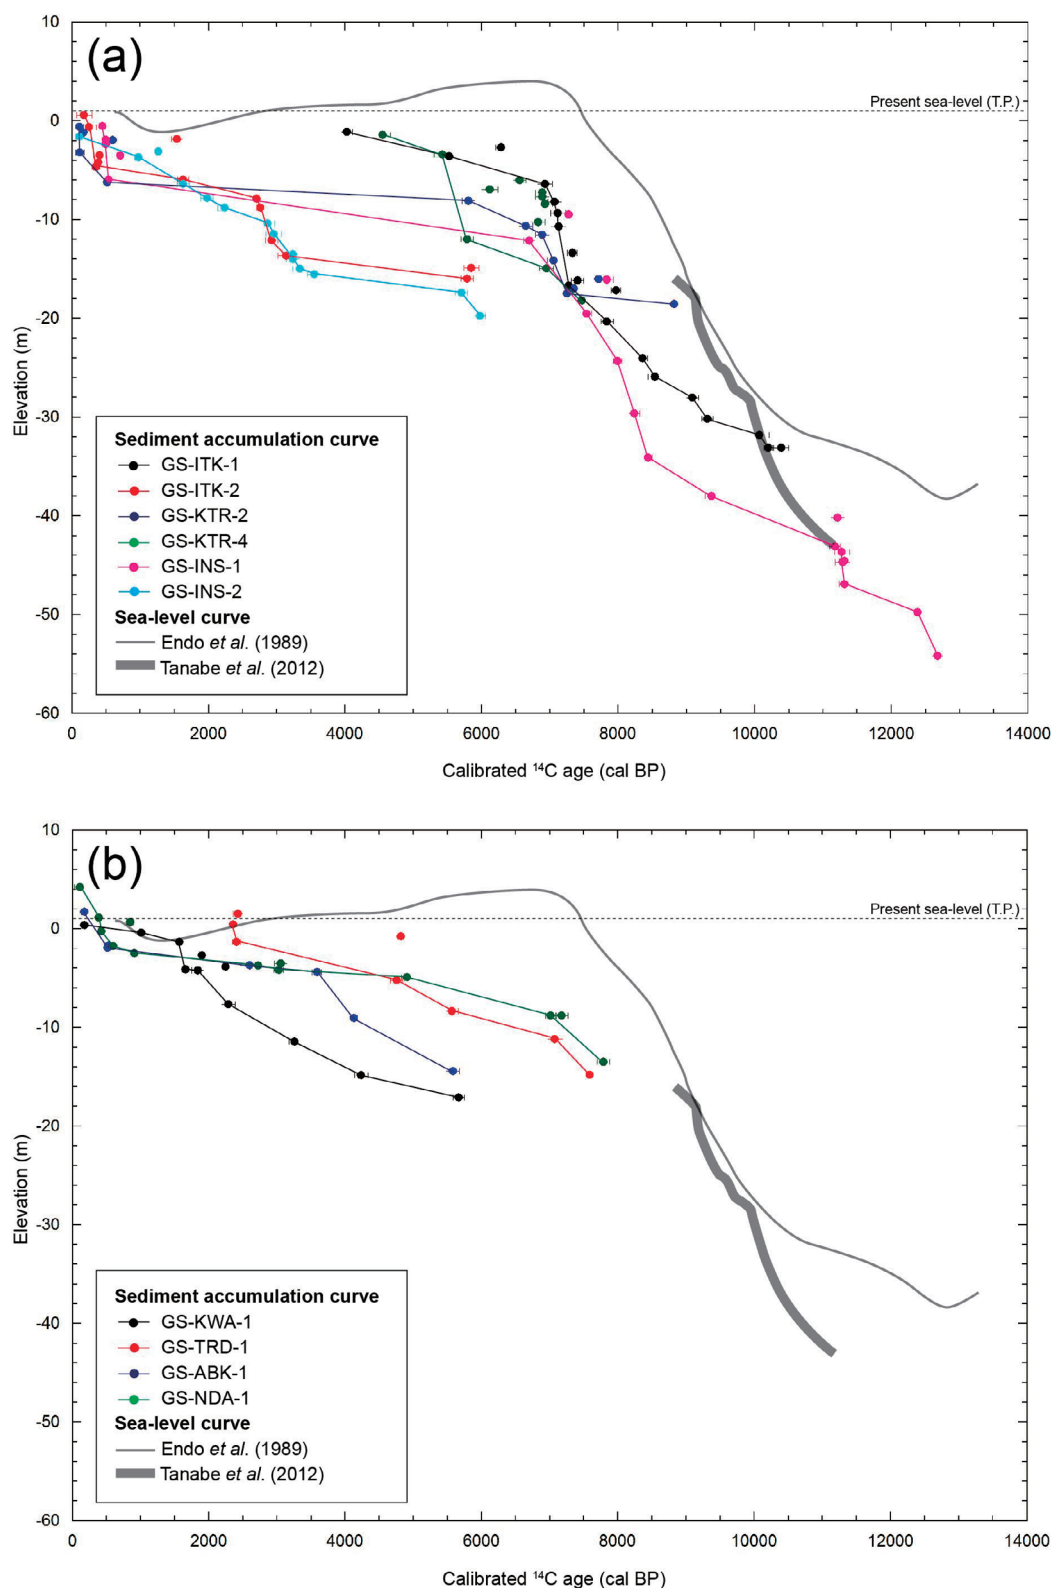 (a)
10
0
-10
-20
-30
-40
-50
-60
Elevation (m)
Present sea-level (T.P.)
Sediment accumulation curve
GS-ITK-1
GS-ITK-2
GS-KTR-2
GS-KTR-4
GS-INS-1
GS-INS-2
Sea-level curve
Endo et al. (1989)
Tanabe et al. (2012)
0 2000 4000 6000 8000 10000 12000 14000
Calibrated ¹⁴C age (cal BP)
(b)
10
0
-10
-20
-30
-40
-50
-60
Elevation (m)
Present sea-level (T.P.)
Sediment accumulation curve
GS-KWA-1
GS-TRD-1
GS-ABK-1
GS-NDA-1
Sea-level curve
Endo et al. (1989)
Tanabe et al. (2012)
0 2000 4000 6000 8000 10000 12000 14000
Calibrated ¹⁴C age (cal BP)